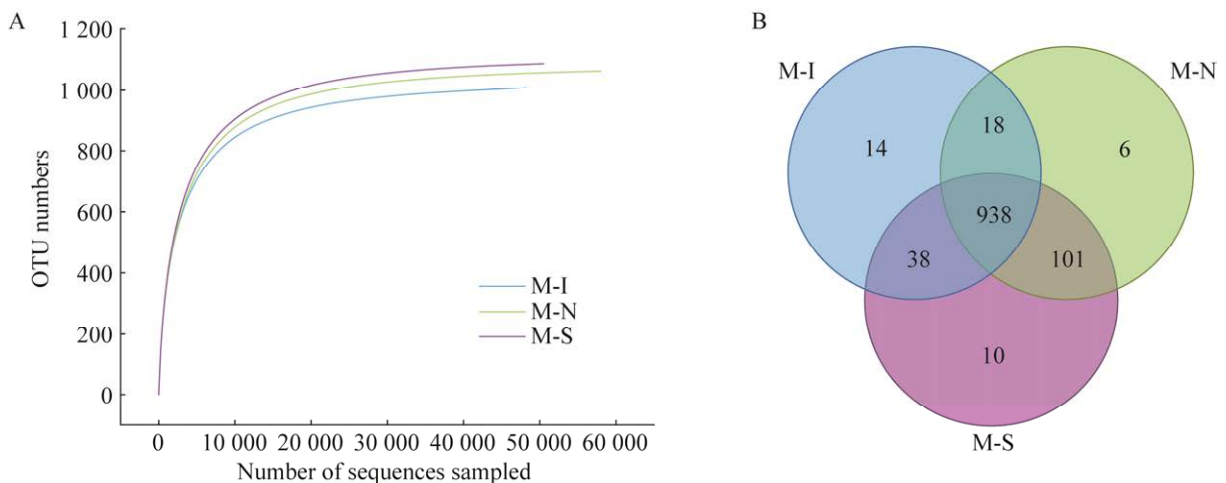 A
1 200
1 000
800
600
400
200
0
OTU numbers
M-I
M-N
M-S
0 10 000 20 000 30 000 40 000 50 000 60 000
Number of sequences sampled
B
M-I
M-N
14
18
6
938
38
101
10
M-S